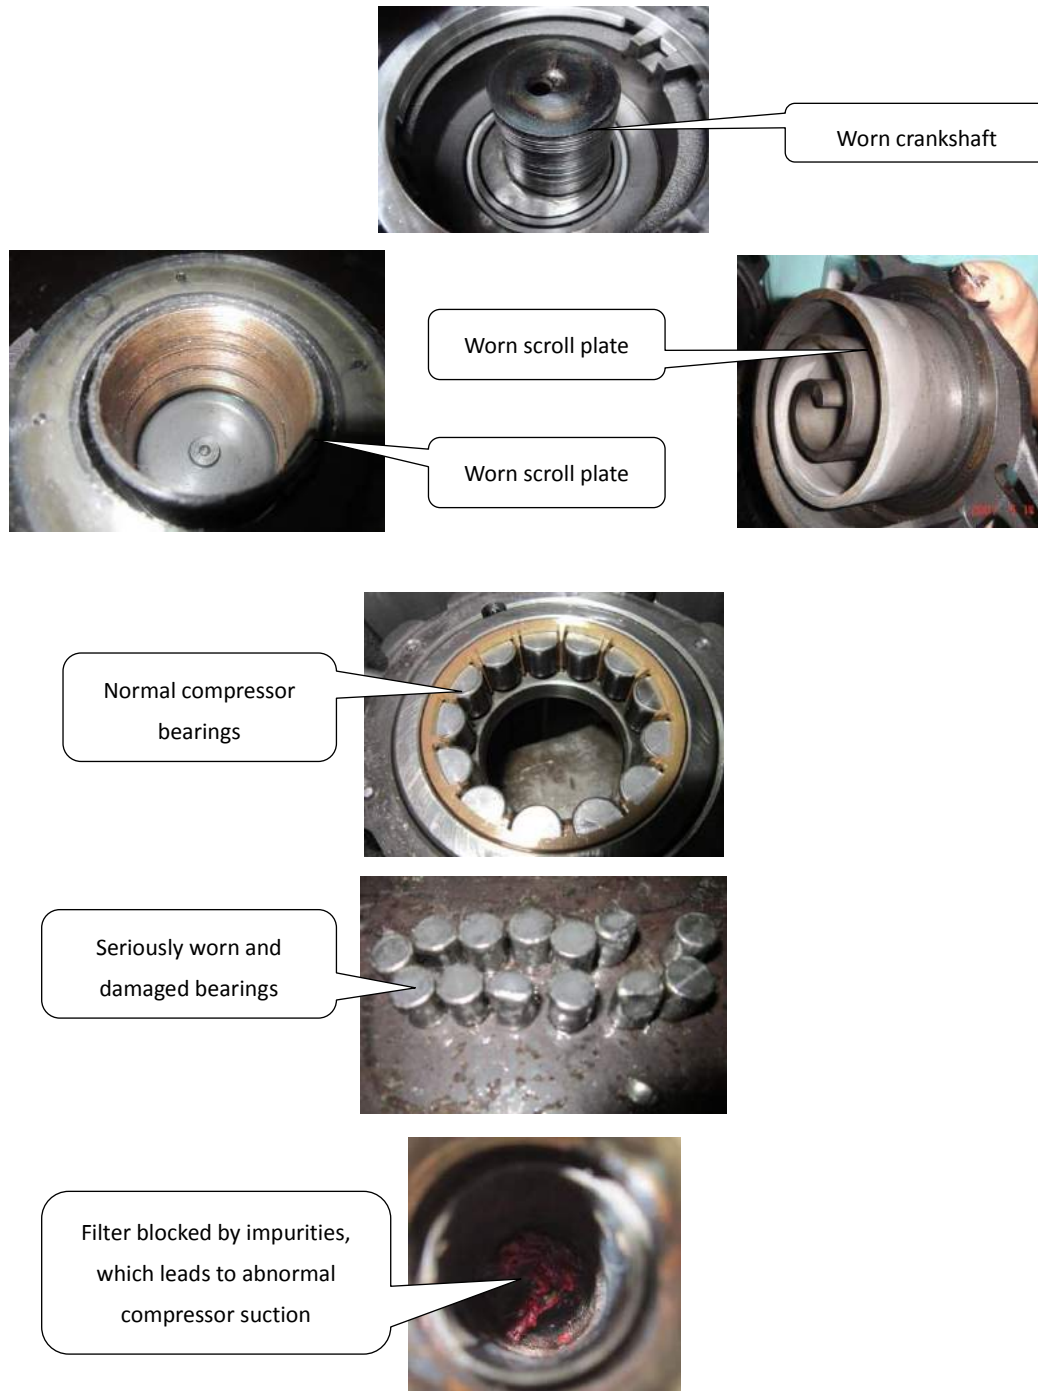 Worn crankshaft
Worn scroll plate
Worn scroll plate
Normal compressor
bearings
Seriously worn and
damaged bearings
Filter blocked by impurities,
which leads to abnormal
compressor suction